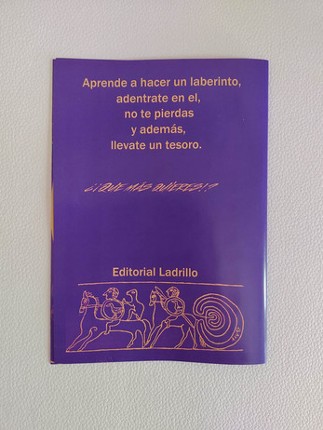 Aprende a hacer un laberinto,
adentrate en el,
no te pierdas
y además,
llevate un tesoro.
¿¡QUE MÁS QUIERES!?
Editorial Ladrillo